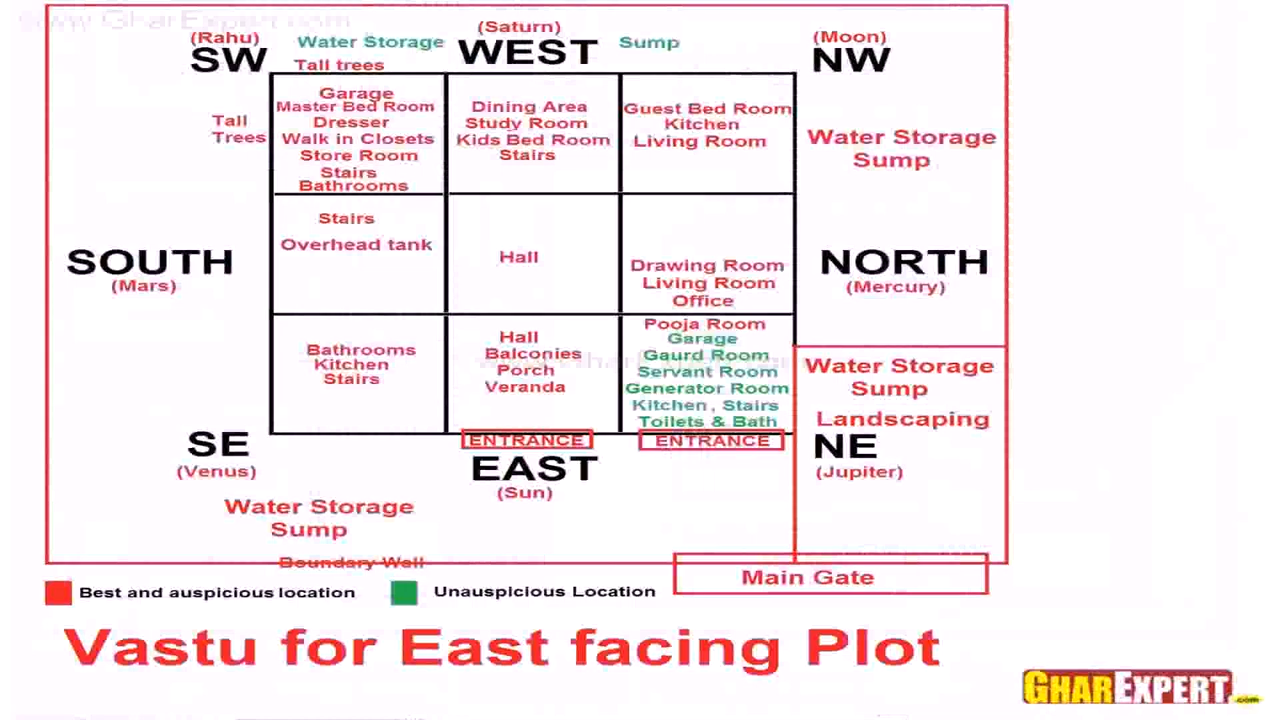 www.GharExpert.com
(Rahu)
SW
Water Storage
Tall trees
(Saturn)
WEST
Sump
(Moon)
NW
Tall
Trees
Garage
Master Bed Room
Dresser
Walk in Closets
Store Room
Stairs
Bathrooms
Dining Area
Study Room
Kids Bed Room
Stairs
Guest Bed Room
Kitchen
Living Room
Water Storage
Sump
SOUTH
(Mars)
Stairs
Overhead tank
Hall
Drawing Room
Living Room
Office
NORTH
(Mercury)
Bathrooms
Kitchen
Stairs
Hall
Balconies
Porch
Veranda
Pooja Room
Garage
Gaurd Room
Servant Room
Generator Room
Kitchen , Stairs
Toilets & Bath
Water Storage
Sump
Landscaping
NE
(Jupiter)
SE
(Venus)
ENTRANCE
ENTRANCE
EAST
(Sun)
Water Storage
Sump
Boundary Wall
Main Gate
Best and auspicious location
Unauspicious Location
Vastu for East facing Plot
GHAREXPERT.com